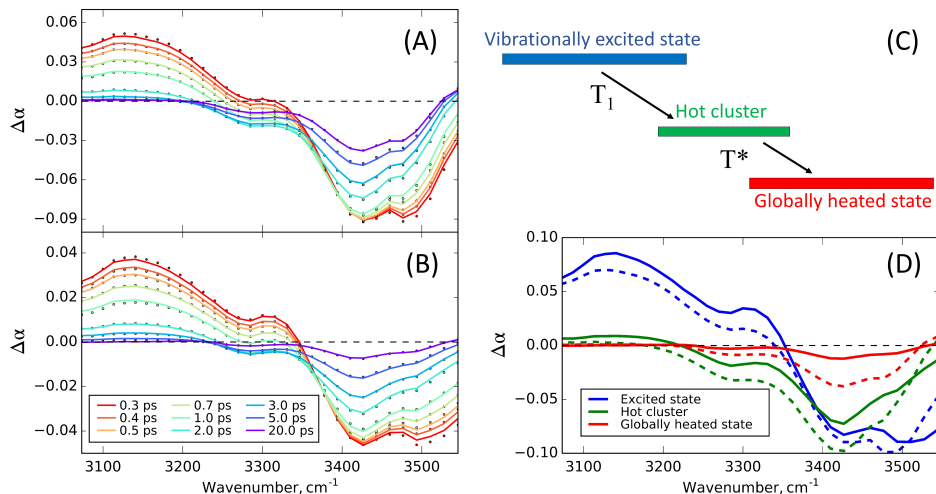 (A)
0.06
0.03
0.00
−0.03
−0.06
−0.09
Δα
(B)
0.04
0.02
0.00
−0.02
−0.04
Δα
0.3 ps 0.7 ps 3.0 ps
0.4 ps 1.0 ps 5.0 ps
0.5 ps 2.0 ps 20.0 ps
3100 3200 3300 3400 3500
Wavenumber, cm⁻¹
(C)
Vibrationally excited state
T₁
Hot cluster
T*
Globally heated state
(D)
0.10
0.05
0.00
−0.05
−0.10
Δα
Excited state
Hot cluster
Globally heated state
3100 3200 3300 3400 3500
Wavenumber, cm⁻¹